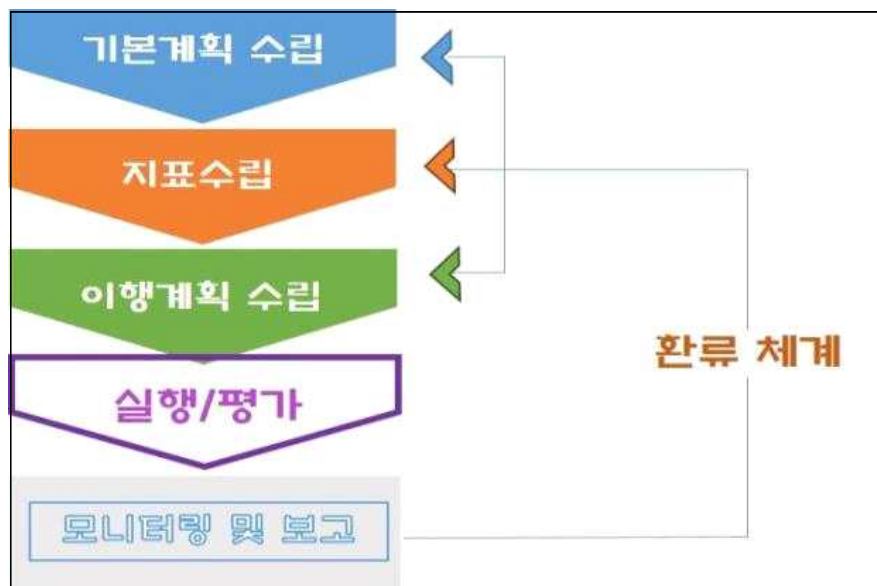 기본계획 수립
지표수립
이행계획 수립
환류 체계
실행/평가
모니터링 및 보고